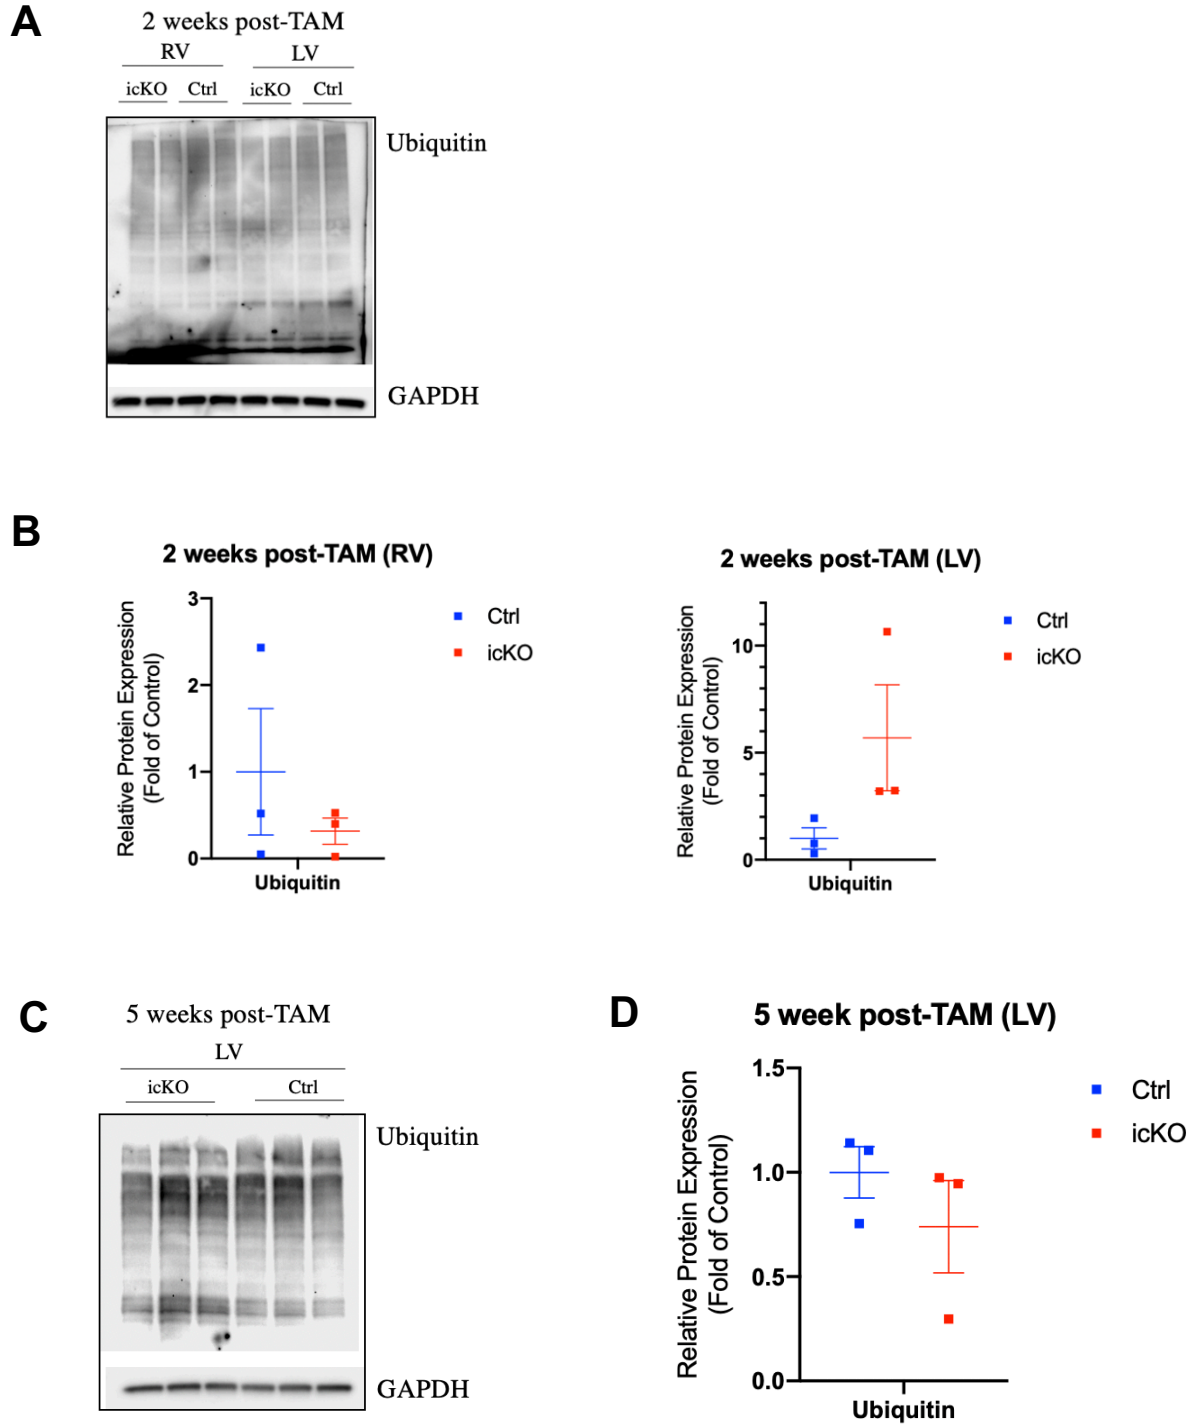 A
2 weeks post-TAM
RV LV
icKO Ctrl icKO Ctrl
Ubiquitin
GAPDH
B
2 weeks post-TAM (RV)
Relative Protein Expression
(Fold of Control)
3
2
1
0
Ubiquitin
Ctrl
icKO
2 weeks post-TAM (LV)
Relative Protein Expression
(Fold of Control)
10
5
0
Ubiquitin
Ctrl
icKO
C
5 weeks post-TAM
LV
icKO Ctrl
Ubiquitin
GAPDH
D
5 week post-TAM (LV)
Relative Protein Expression
(Fold of Control)
1.5
1.0
0.5
0.0
Ubiquitin
Ctrl
icKO